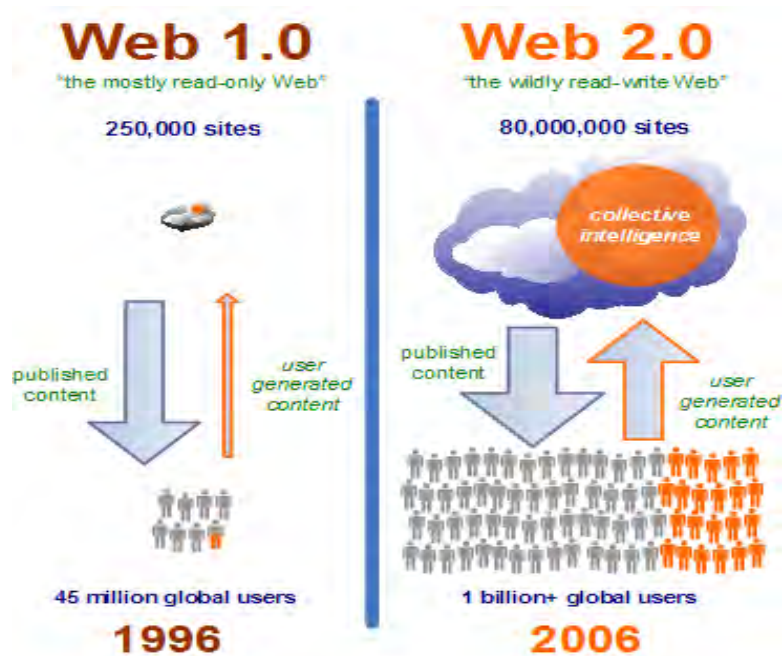 Web 1.0
"the mostly read-only Web"
250,000 sites
published
content
user
generated
content
45 million global users
1996
Web 2.0
"the wildly read-write Web"
80,000,000 sites
collective
intelligence
published
content
user
generated
content
1 billion+ global users
2006